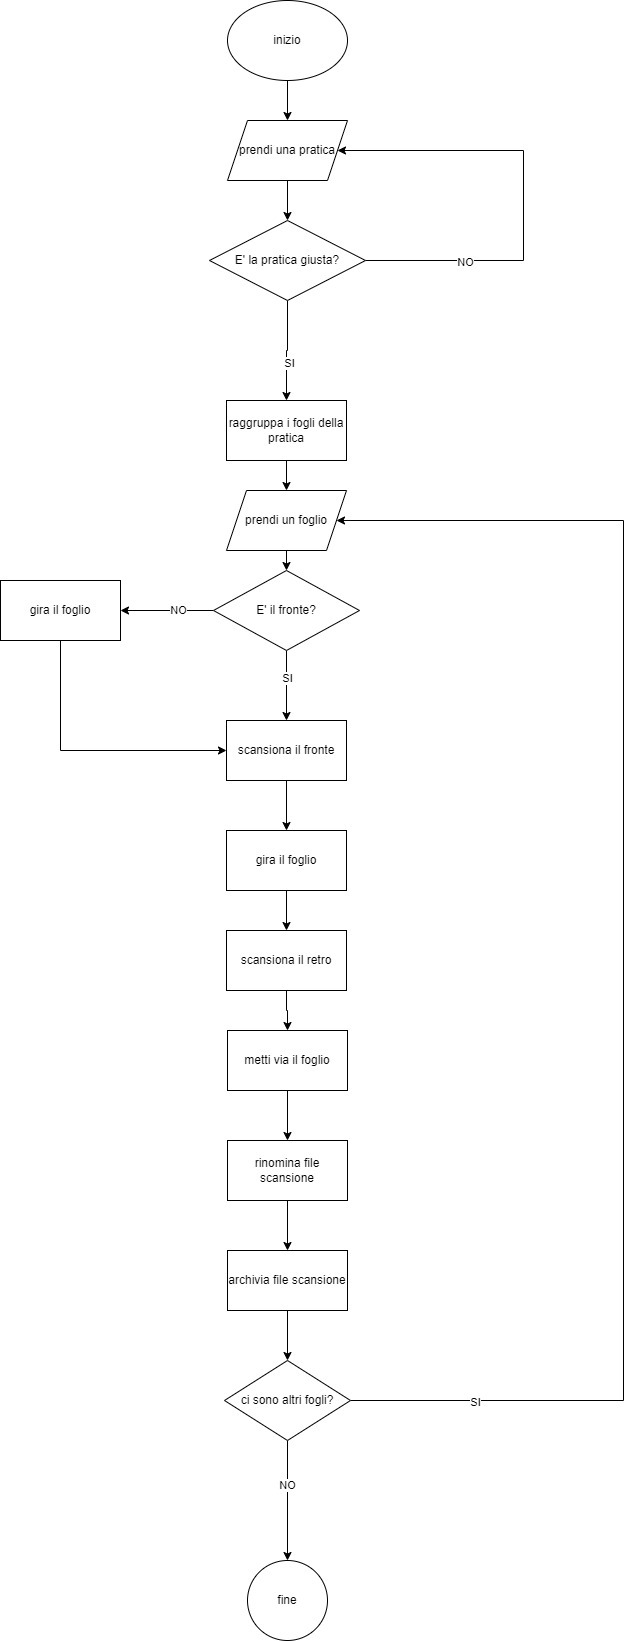 inizio
prendi una pratica
E' la pratica giusta?
NO
SI
raggruppa i fogli della
pratica
prendi un foglio
gira il foglio
NO
E' il fronte?
SI
scansiona il fronte
gira il foglio
scansiona il retro
metti via il foglio
rinomina file
scansione
archivia file scansione
ci sono altri fogli?
SI
NO
fine